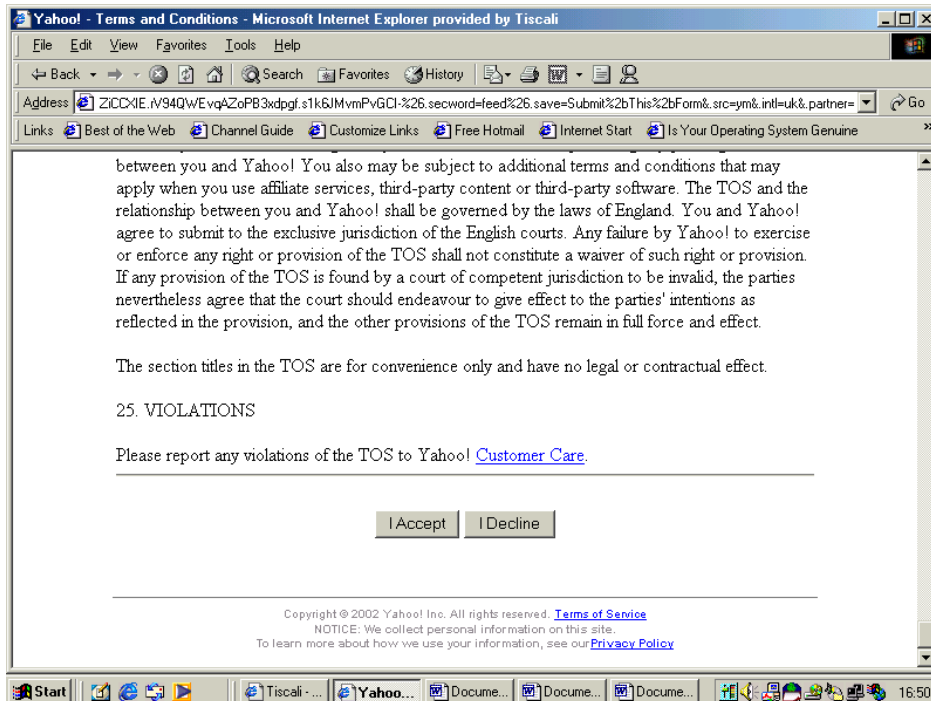 Yahoo! - Terms and Conditions - Microsoft Internet Explorer provided by Tiscali
File Edit View Favorites Tools Help
Back Search Favorites History
Address ZiCCXIE.rV94QWEvqAZoPB3xdpgf.s1k6JMvmPvGCI-%26.secword=feed%26.save=Submit%2bThis%2bForm&.src=ym&.intl=uk&.partner= Go
Links Best of the Web Channel Guide Customize Links Free Hotmail Internet Start Is Your Operating System Genuine »
between you and Yahoo! You also may be subject to additional terms and conditions that may
apply when you use affiliate services, third-party content or third-party software. The TOS and the
relationship between you and Yahoo! shall be governed by the laws of England. You and Yahoo!
agree to submit to the exclusive jurisdiction of the English courts. Any failure by Yahoo! to exercise
or enforce any right or provision of the TOS shall not constitute a waiver of such right or provision.
If any provision of the TOS is found by a court of competent jurisdiction to be invalid, the parties
nevertheless agree that the court should endeavour to give effect to the parties' intentions as
reflected in the provision, and the other provisions of the TOS remain in full force and effect.
The section titles in the TOS are for convenience only and have no legal or contractual effect.
25. VIOLATIONS
Please report any violations of the TOS to Yahoo! Customer Care.
I Accept I Decline
Copyright © 2002 Yahoo! Inc. All rights reserved. Terms of Service
NOTICE: We collect personal information on this site.
To learn more about how we use your information, see our Privacy Policy
Start Tiscali - ... Yahoo... Docume... Docume... Docume... 16:50